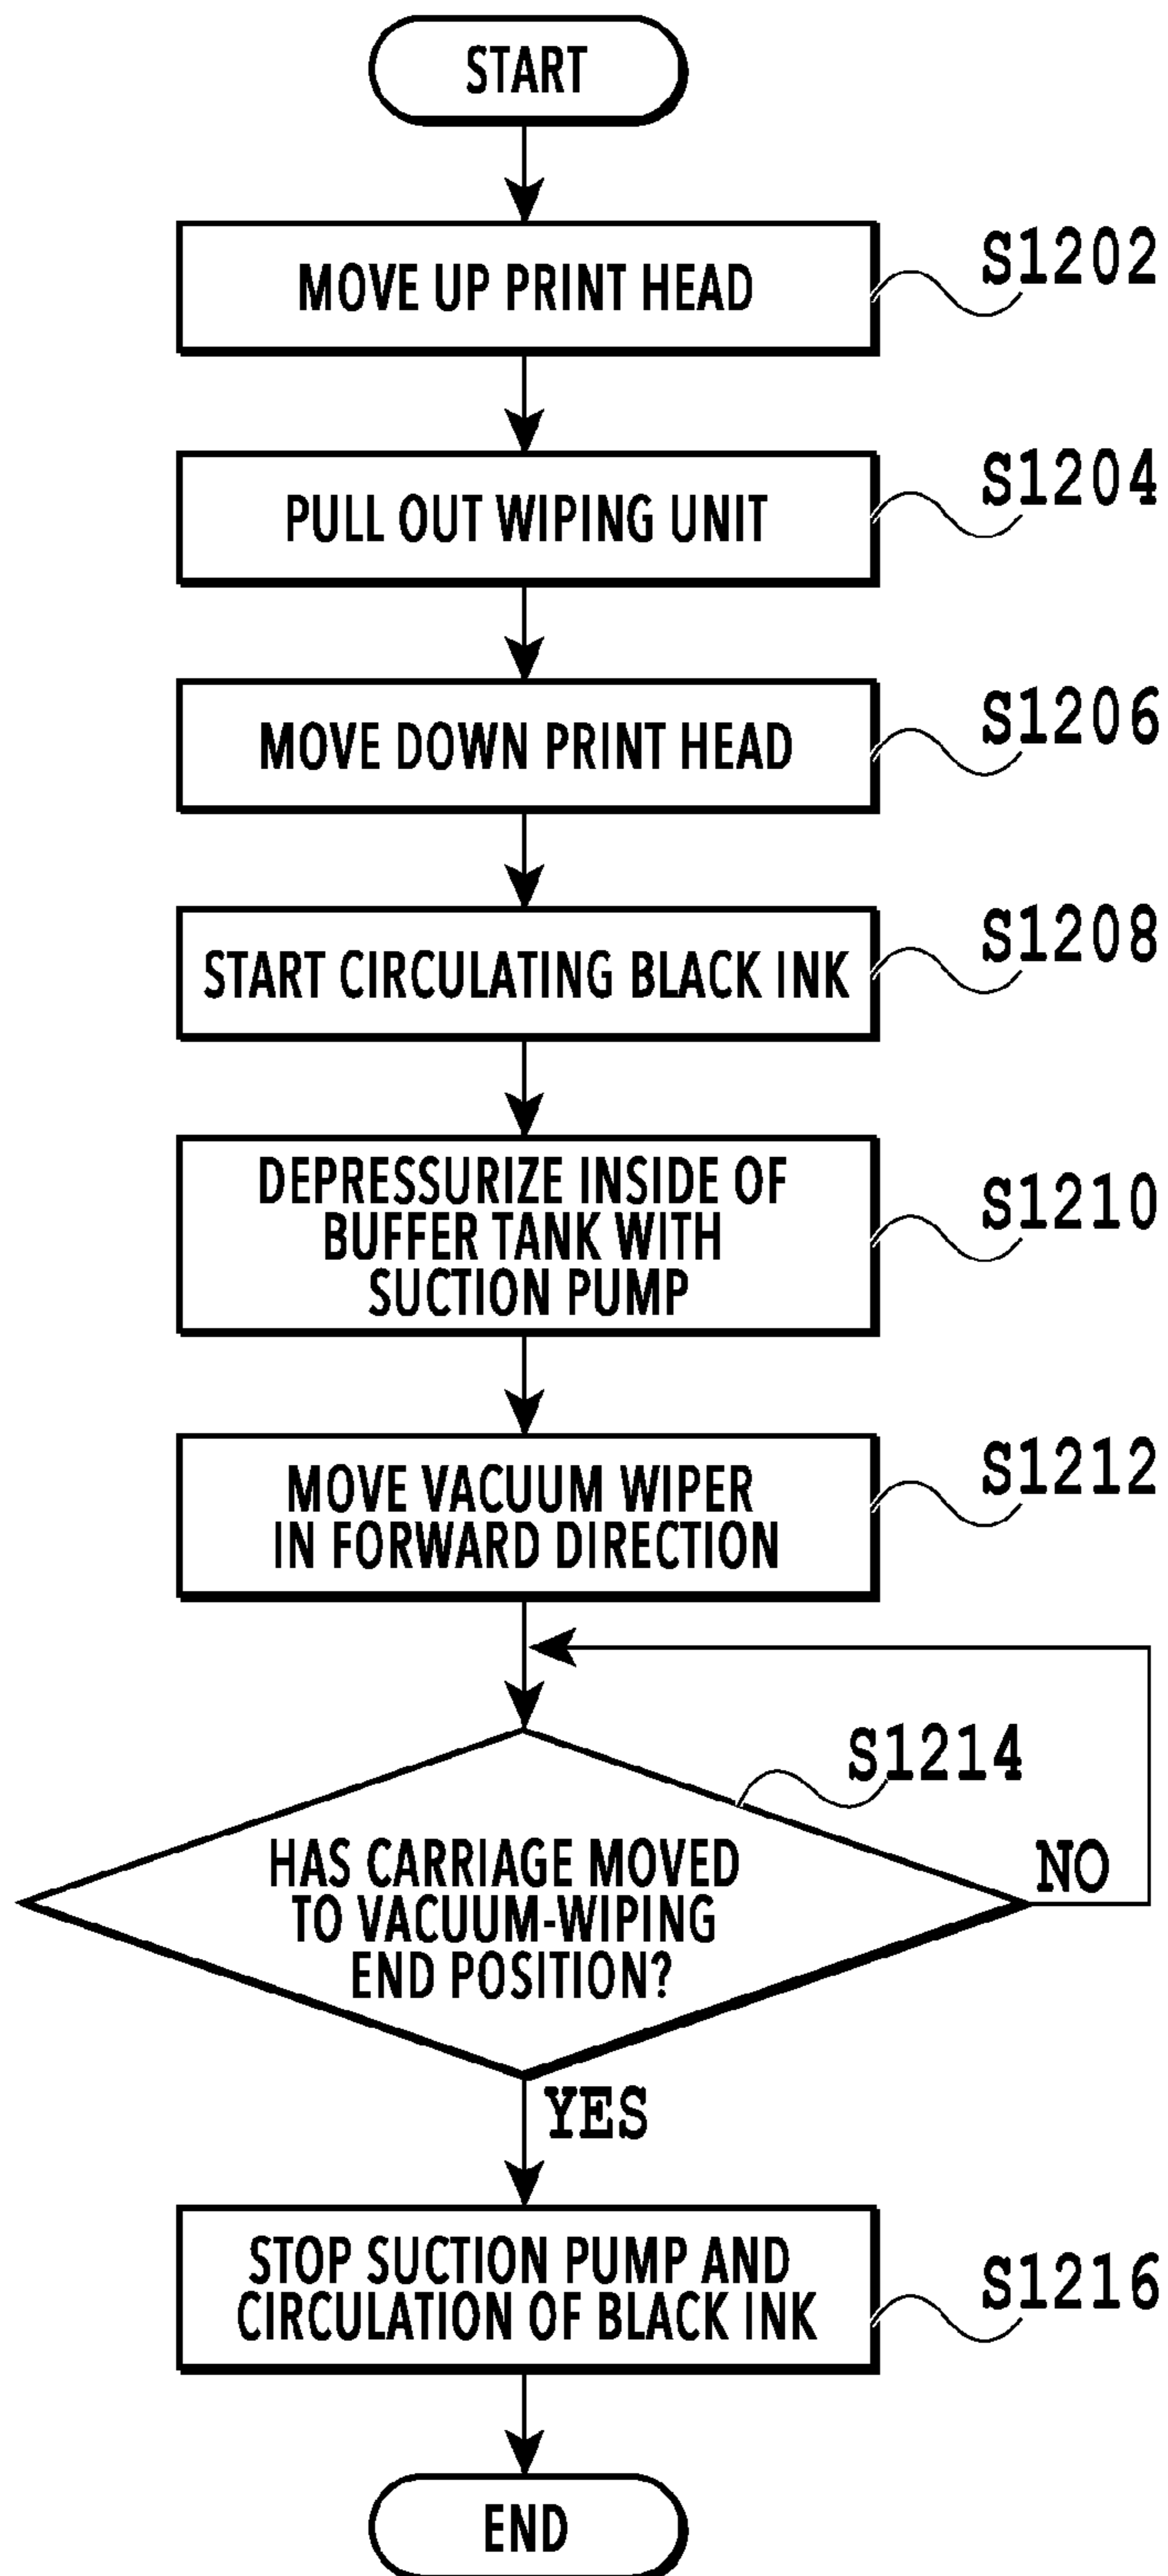 START
MOVE UP PRINT HEAD
S1202
PULL OUT WIPING UNIT
S1204
MOVE DOWN PRINT HEAD
S1206
START CIRCULATING BLACK INK
S1208
DEPRESSURIZE INSIDE OF
BUFFER TANK WITH
SUCTION PUMP
S1210
MOVE VACUUM WIPER
IN FORWARD DIRECTION
S1212
S1214
HAS CARRIAGE MOVED
TO VACUUM-WIPING
END POSITION?
NO
YES
STOP SUCTION PUMP AND
CIRCULATION OF BLACK INK
S1216
END